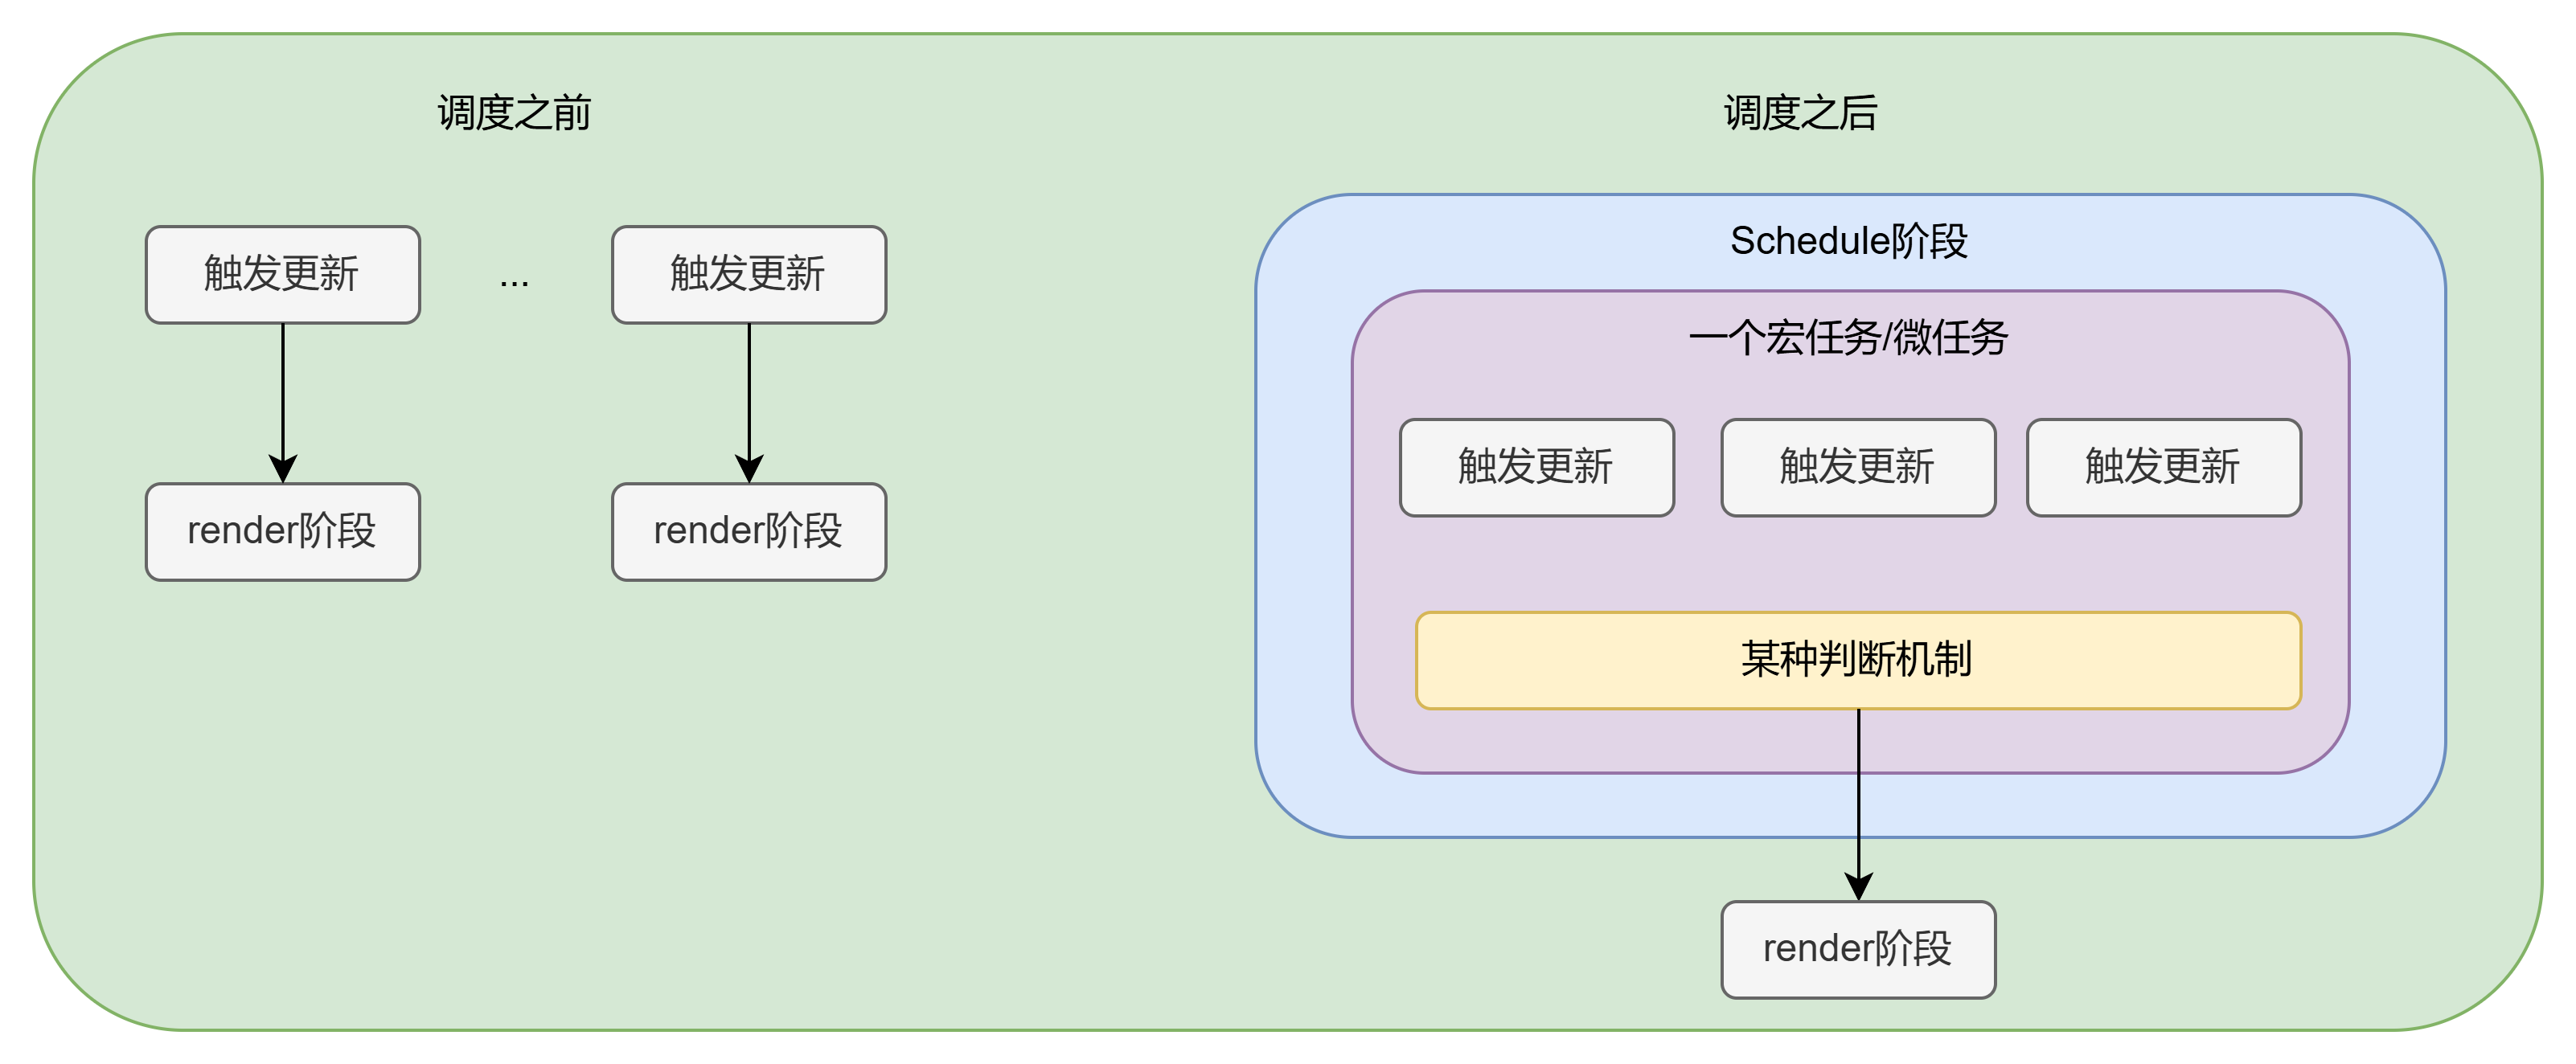 调度之前
触发更新
...
触发更新
render阶段
render阶段
调度之后
Schedule阶段
一个宏任务/微任务
触发更新
触发更新
触发更新
某种判断机制
render阶段